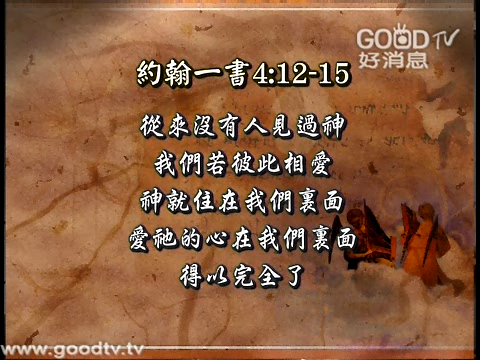 GOODTV
好消息
約翰一書4:12-15
從來沒有人見過神
我們若彼此相愛
神就住在我們裏面
愛祂的心在我們裏面
得以完全了
www.goodtv.tv